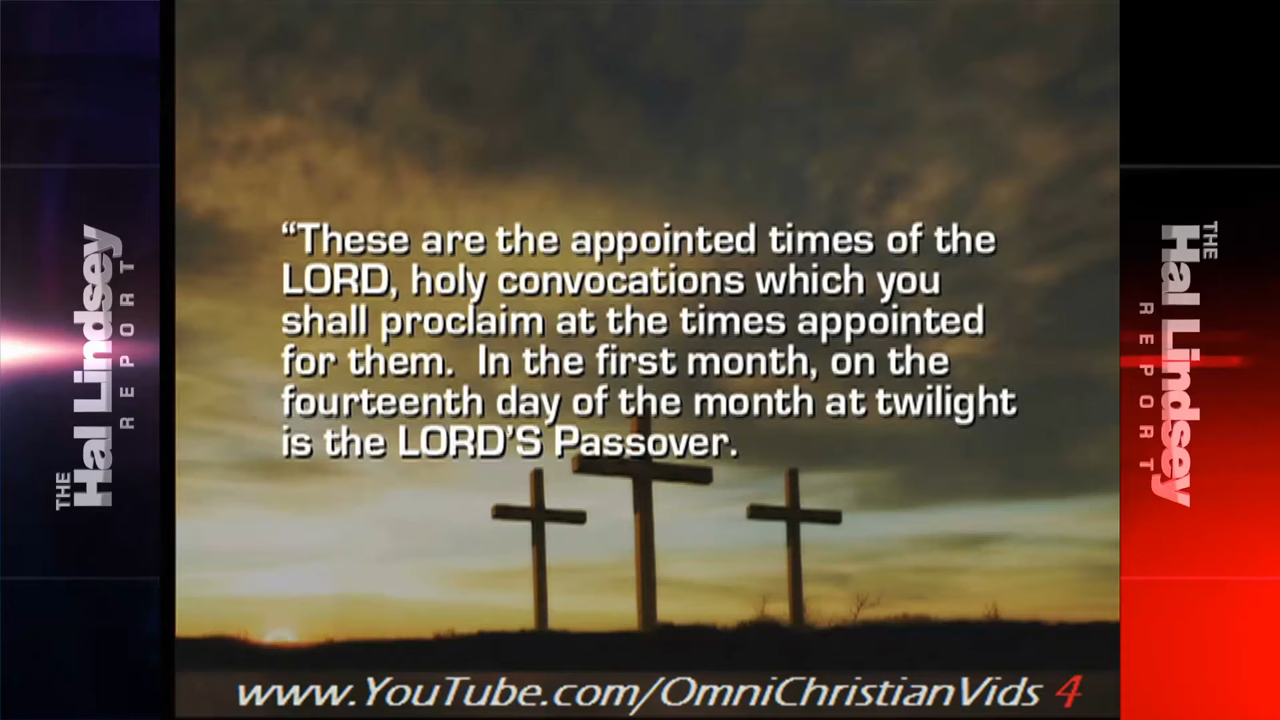 THE
Hal Lindsey
REPORT
“These are the appointed times of the
LORD, holy convocations which you
shall proclaim at the times appointed
for them.  In the first month, on the
fourteenth day of the month at twilight
is the LORD’S Passover.
www.YouTube.com/OmniChristianVids 4
THE
Hal Lindsey
REPORT